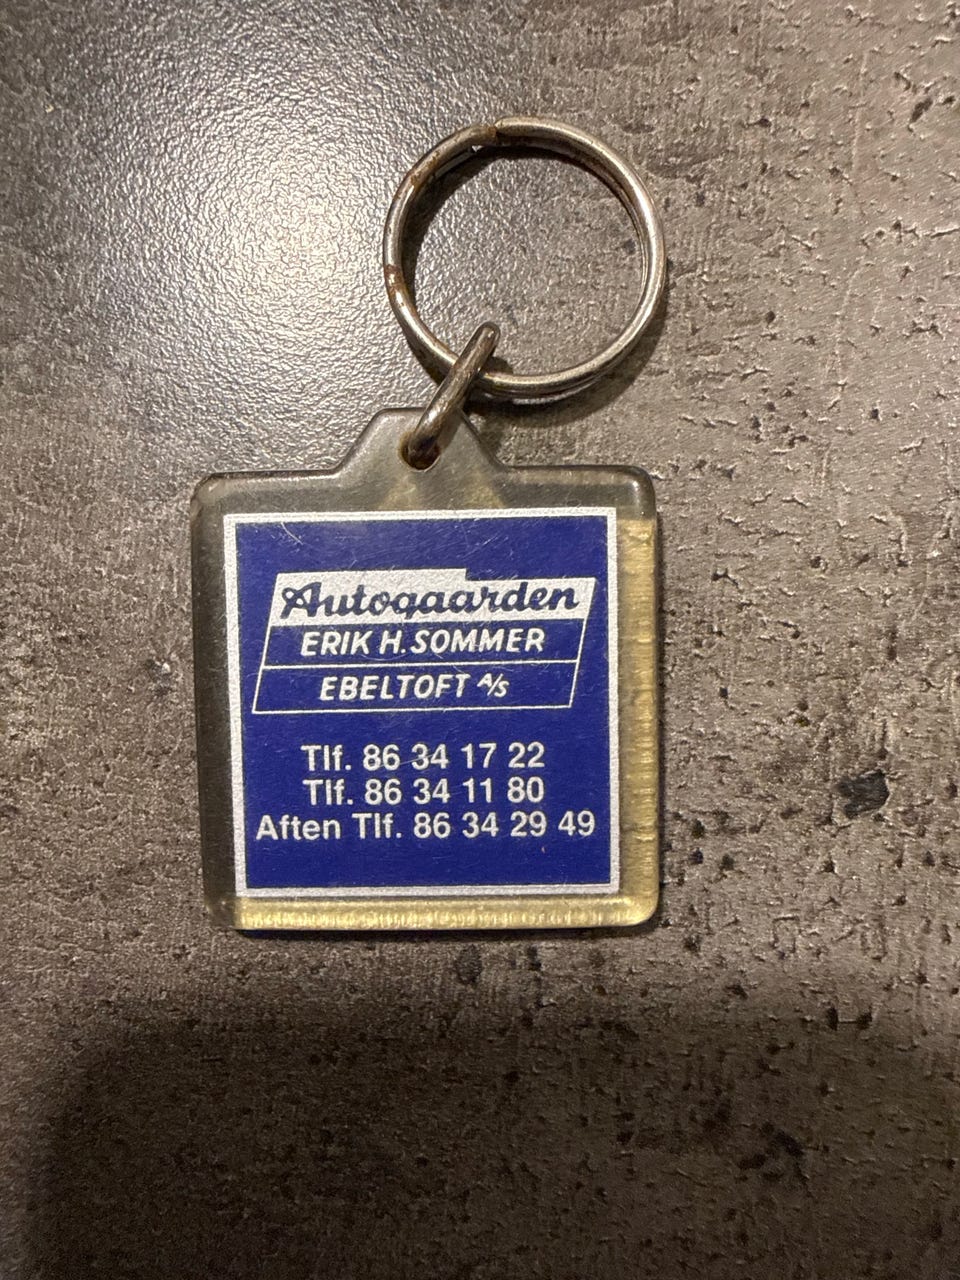 Autogaarden
ERIK H. SOMMER
EBELTOFT A/S
Tlf. 86 34 17 22
Tlf. 86 34 11 80
Aften Tlf. 86 34 29 49